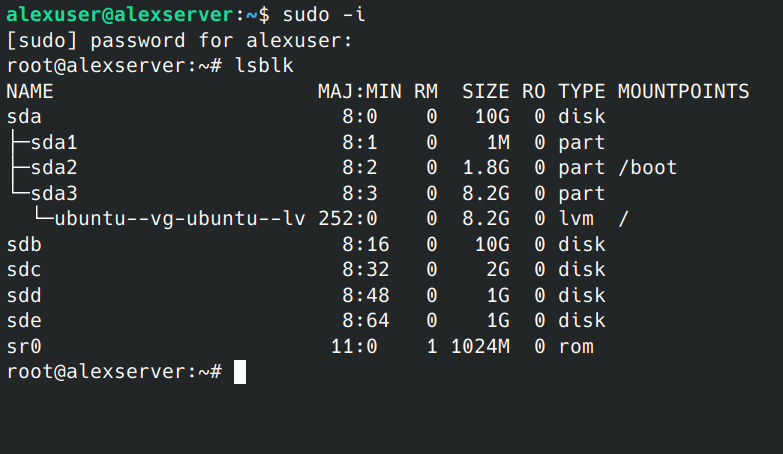 alexuser@alexserver:~$ sudo -i
[sudo] password for alexuser:
root@alexserver:~# lsblk
NAME                      MAJ:MIN RM  SIZE RO TYPE MOUNTPOINTS
sda                         8:0    0   10G  0 disk
├─sda1                      8:1    0    1M  0 part
├─sda2                      8:2    0  1.8G  0 part /boot
└─sda3                      8:3    0  8.2G  0 part
  └─ubuntu--vg-ubuntu--lv 252:0    0  8.2G  0 lvm  /
sdb                         8:16   0   10G  0 disk
sdc                         8:32   0    2G  0 disk
sdd                         8:48   0    1G  0 disk
sde                         8:64   0    1G  0 disk
sr0                        11:0    1 1024M  0 rom
root@alexserver:~#